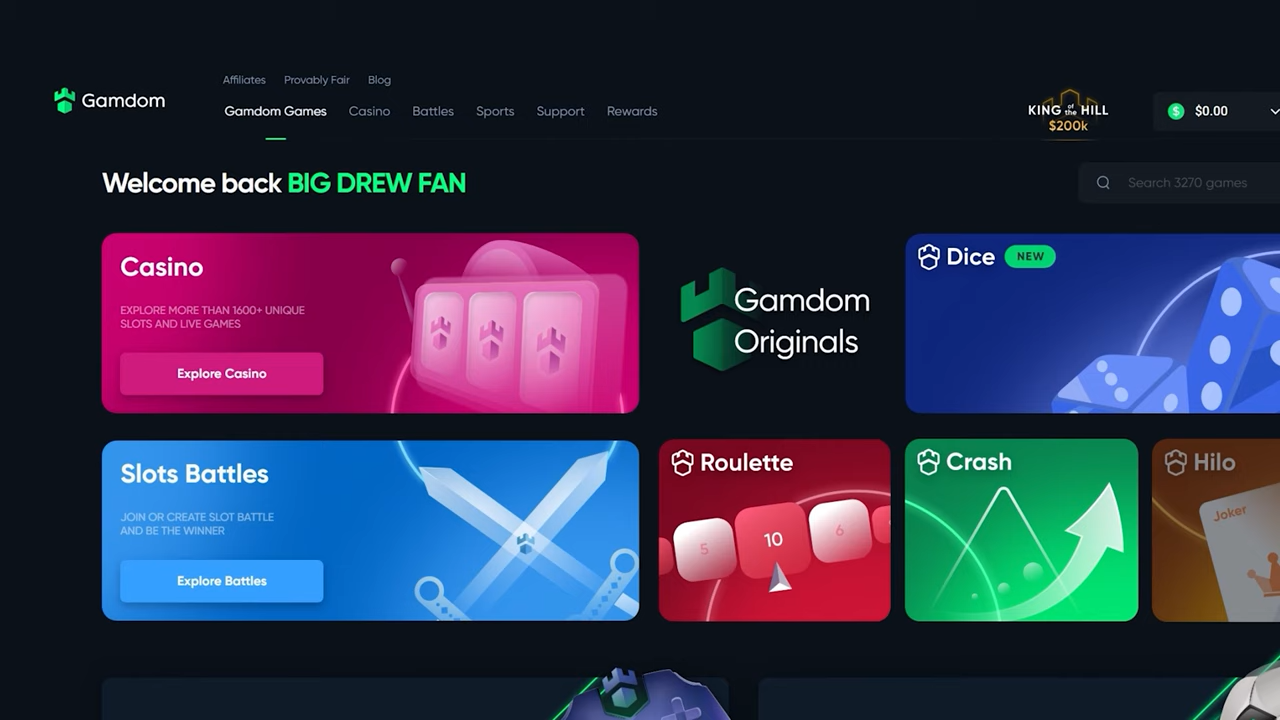 Affiliates Provably Fair Blog
Gamdom
Gamdom Games Casino Battles Sports Support Rewards
KING of the HILL
$200k
$ $0.00
Welcome back BIG DREW FAN
Search 3270 games
Casino
EXPLORE MORE THAN 1600+ UNIQUE
SLOTS AND LIVE GAMES
Explore Casino
Gamdom
Originals
Dice NEW
Slots Battles
JOIN OR CREATE SLOT BATTLE
AND BE THE WINNER
Explore Battles
Roulette
5 10 6
Crash
Hilo
Joker